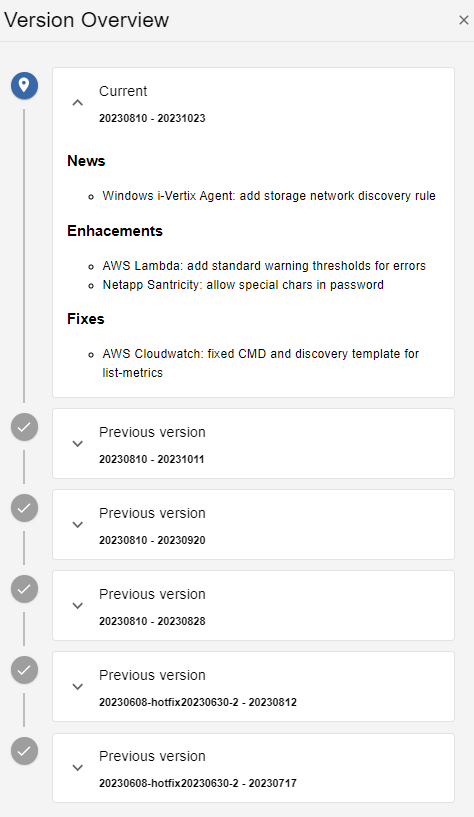 Version Overview
Current
20230810 - 20231023
News
Windows i-Vertix Agent: add storage network discovery rule
Enhacements
AWS Lambda: add standard warning thresholds for errors
Netapp Santricity: allow special chars in password
Fixes
AWS Cloudwatch: fixed CMD and discovery template for
list-metrics
Previous version
20230810 - 20231011
Previous version
20230810 - 20230920
Previous version
20230810 - 20230828
Previous version
20230608-hotfix20230630-2 - 20230812
Previous version
20230608-hotfix20230630-2 - 20230717